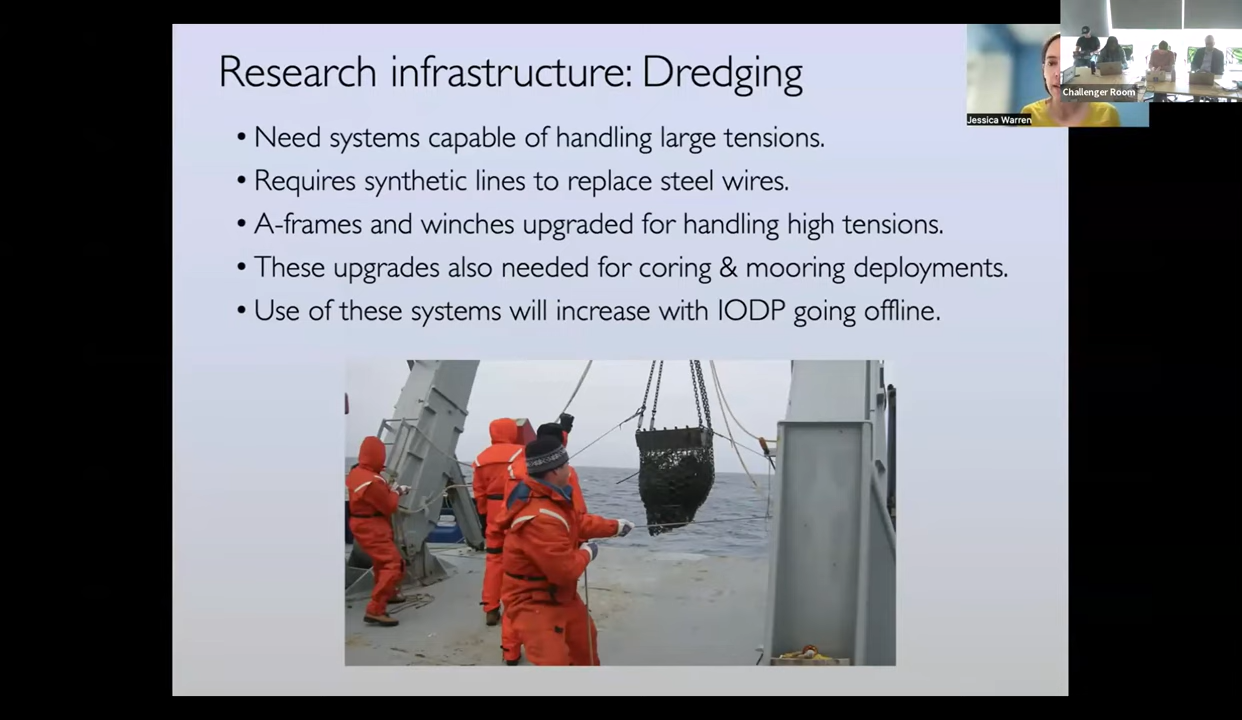 Research infrastructure: Dredging
• Need systems capable of handling large tensions.
• Requires synthetic lines to replace steel wires.
• A-frames and winches upgraded for handling high tensions.
• These upgrades also needed for coring & mooring deployments.
• Use of these systems will increase with IODP going offline.
Challenger Room
Jessica Warren